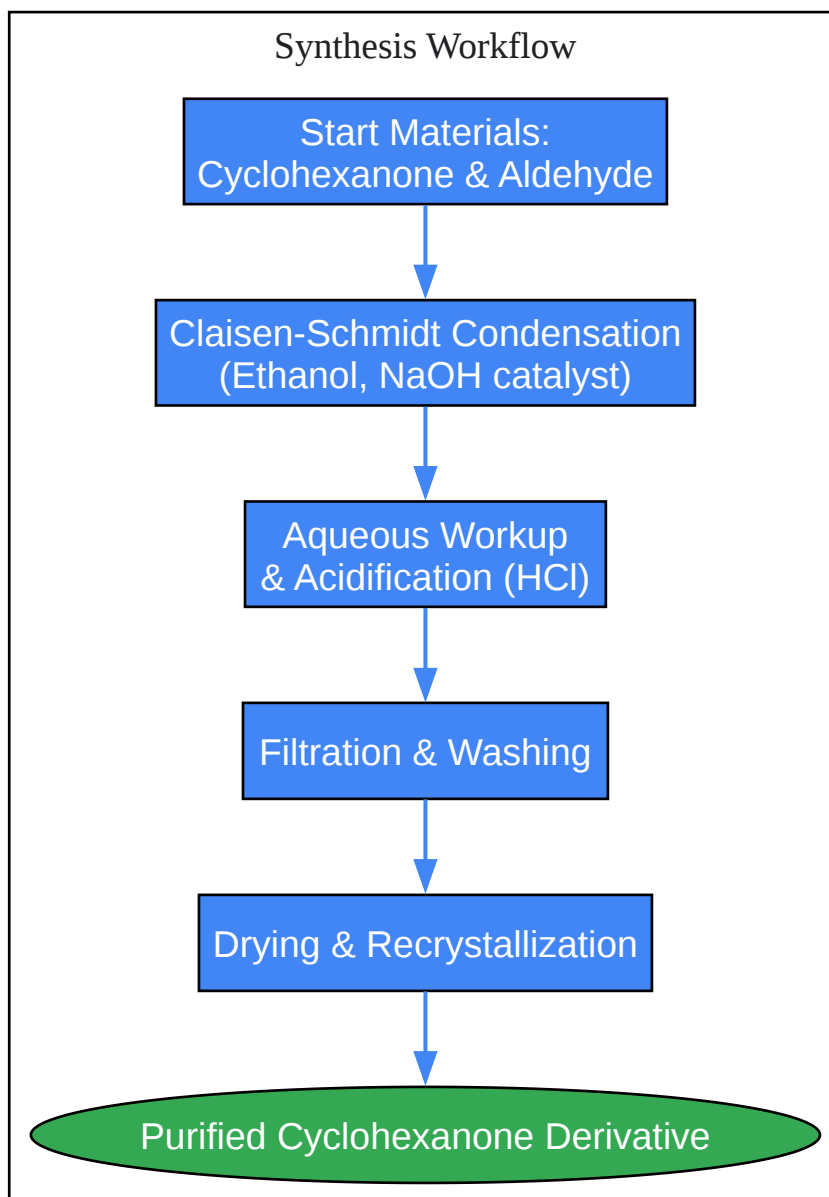 Synthesis Workflow
Start Materials:
Cyclohexanone & Aldehyde
Claisen-Schmidt Condensation
(Ethanol, NaOH catalyst)
Aqueous Workup
& Acidification (HCl)
Filtration & Washing
Drying & Recrystallization
Purified Cyclohexanone Derivative